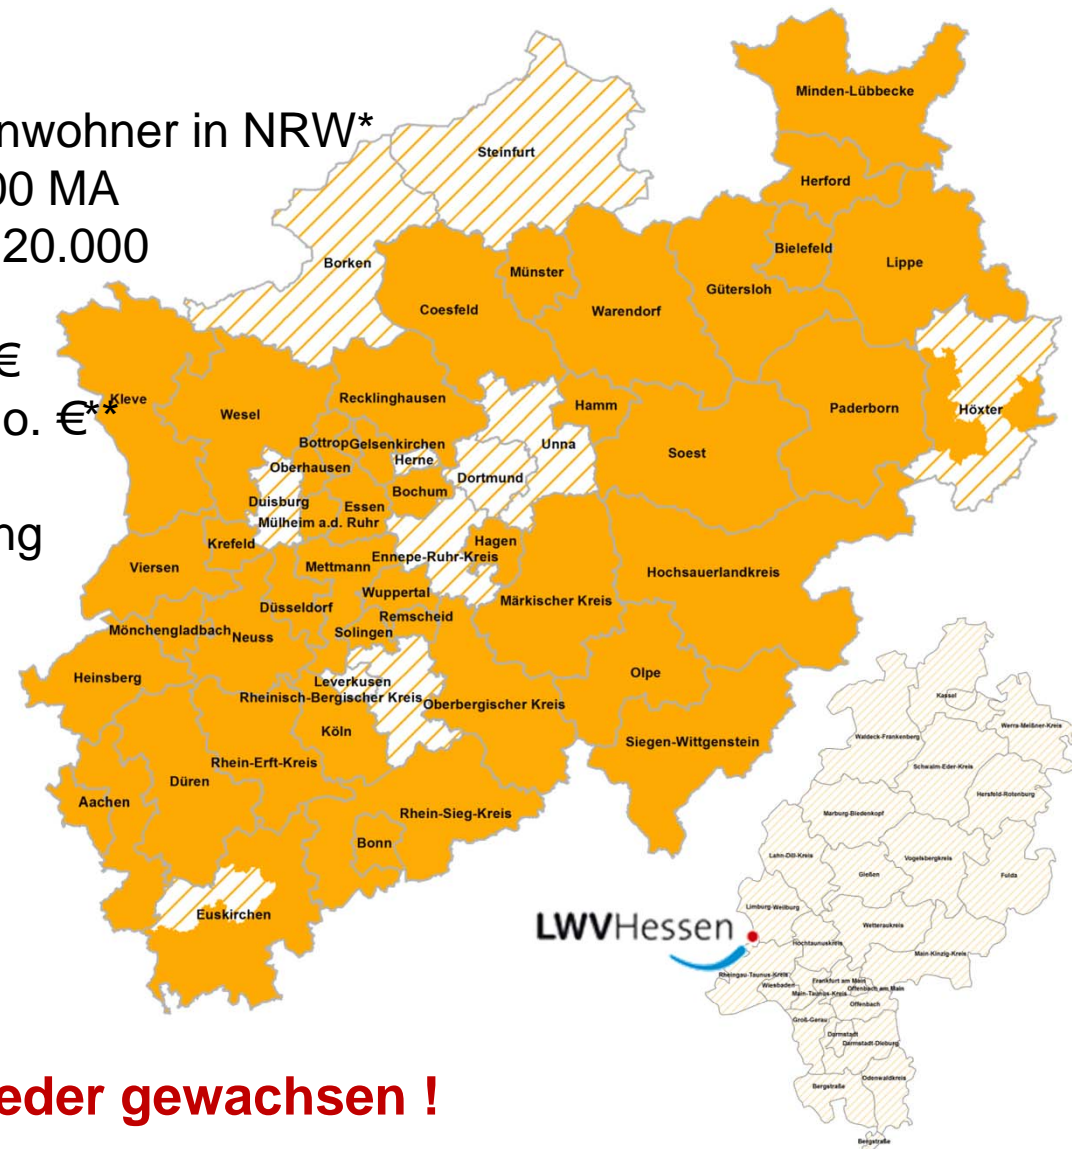 nwohner in NRW*
00 MA
20.000
€
o. €**
ng
Minden-Lübbecke
Steinfurt
Herford
Bielefeld
Lippe
Borken
Münster
Gütersloh
Coesfeld
Warendorf
Kleve
Wesel
Recklinghausen
Hamm
Paderborn
Höxter
Bottrop
Gelsenkirchen
Unna
Soest
Herne
Oberhausen
Dortmund
Bochum
Duisburg
Essen
Mülheim a.d. Ruhr
Krefeld
Hagen
Ennepe-Ruhr-Kreis
Viersen
Mettmann
Hochsauerlandkreis
Wuppertal
Märkischer Kreis
Düsseldorf
Remscheid
Mönchengladbach
Neuss
Solingen
Heinsberg
Leverkusen
Olpe
Rheinisch-Bergischer Kreis
Oberbergischer Kreis
Köln
Siegen-Wittgenstein
Rhein-Erft-Kreis
Düren
Aachen
Rhein-Sieg-Kreis
Bonn
Euskirchen
Kassel
Werra-Meißner-Kreis
Waldeck-Frankenberg
Schwalm-Eder-Kreis
Hersfeld-Rotenburg
Marburg-Biedenkopf
Lahn-Dill-Kreis
Vogelsbergkreis
Gießen
Fulda
Limburg-Weilburg
LWVHessen
Wetteraukreis
Hochtaunuskreis
Main-Kinzig-Kreis
Rheingau-Taunus-Kreis
Frankfurt am Main
Wiesbaden
Offenbach am Main
Main-Taunus-Kreis
Offenbach
Groß-Gerau
Darmstadt
Darmstadt-Dieburg
Odenwaldkreis
Bergstraße
Bergstraße
eder gewachsen !